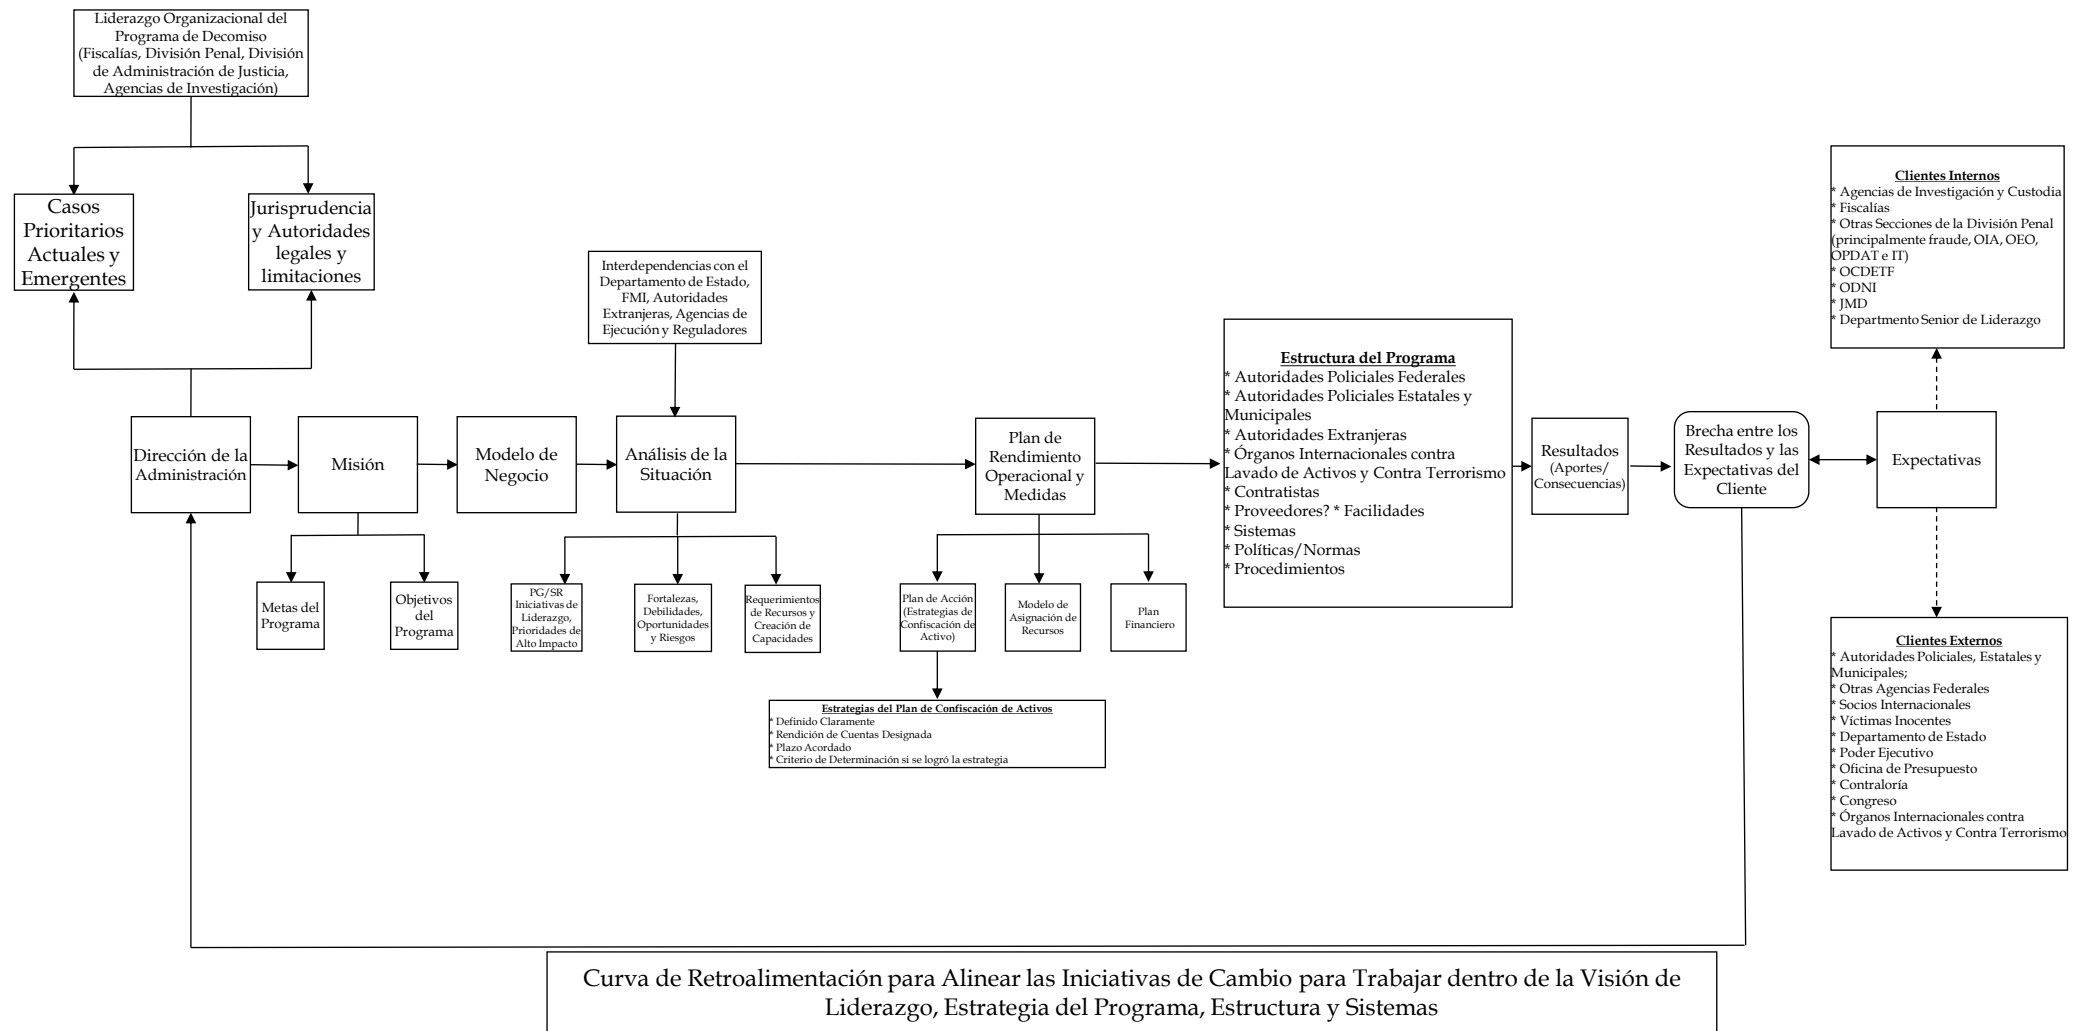 Liderazgo Organizacional del
Programa de Decomiso
(Fiscalías, División Penal, División
de Administración de Justicia,
Agencias de Investigación)
Casos
Prioritarios
Actuales y
Emergentes
Jurisprudencia
y Autoridades
legales y
limitaciones
Interdependencias con el
Departamento de Estado,
FMI, Autoridades
Extranjeras, Agencias de
Ejecución y Reguladores
Dirección de la
Administración
Misión
Modelo de
Negocio
Análisis de la
Situación
Plan de
Rendimiento
Operacional y
Medidas
Estructura del Programa
* Autoridades Policiales Federales
* Autoridades Policiales Estatales y
Municipales
* Autoridades Extranjeras
* Órganos Internacionales contra
Lavado de Activos y Contra Terrorismo
* Contratistas
* Proveedores? * Facilidades
* Sistemas
* Políticas/Normas
* Procedimientos
Resultados
(Aportes/
Consecuencias)
Brecha entre los
Resultados y las
Expectativas del
Cliente
Expectativas
Clientes Internos
* Agencias de Investigación y Custodia
* Fiscalías
* Otras Secciones de la División Penal
(principalmente fraude, OIA, OEO,
OPDAT e IT)
* OCDETF
* ODNI
* JMD
* Departmento Senior de Liderazgo
Metas del
Programa
Objetivos
del
Programa
PG/SR
Iniciativas de
Liderazgo,
Prioridades de
Alto Impacto
Fortalezas,
Debilidades,
Oportunidades
y Riesgos
Requerimientos
de Recursos y
Creación de
Capacidades
Plan de Acción
(Estrategias de
Confiscación de
Activo)
Modelo de
Asignación de
Recursos
Plan
Financiero
Estrategias del Plan de Confiscación de Activos
* Definido Claramente
* Rendición de Cuentas Designada
* Plazo Acordado
* Criterio de Determinación si se logró la estrategia
Clientes Externos
* Autoridades Policiales, Estatales y
Municipales;
* Otras Agencias Federales
* Socios Internacionales
* Víctimas Inocentes
* Departamento de Estado
* Poder Ejecutivo
* Oficina de Presupuesto
* Contraloría
* Congreso
* Órganos Internacionales contra
Lavado de Activos y Contra Terrorismo
Curva de Retroalimentación para Alinear las Iniciativas de Cambio para Trabajar dentro de la Visión de
Liderazgo, Estrategia del Programa, Estructura y Sistemas